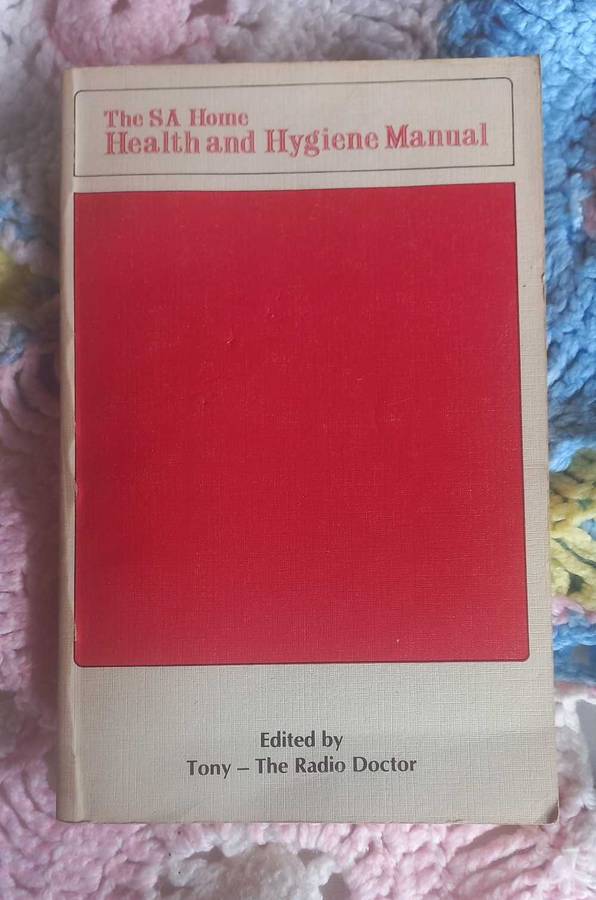 The SA Home
Health and Hygiene Manual
Edited by
Tony – The Radio Doctor